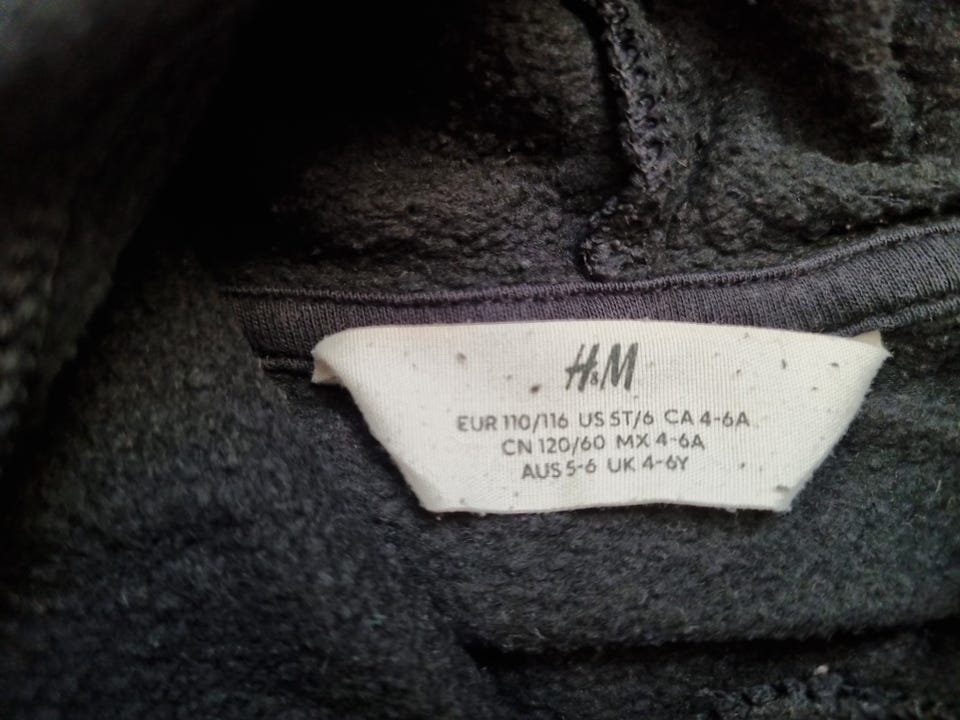 H&M
EUR 110/116 US 5T/6 CA 4-6A
CN 120/60 MX 4-6A
AUS 5-6 UK 4-6Y